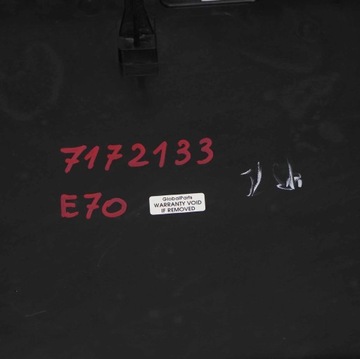 7172133
E70
GlobalParts
WARRANTY VOID
IF REMOVED